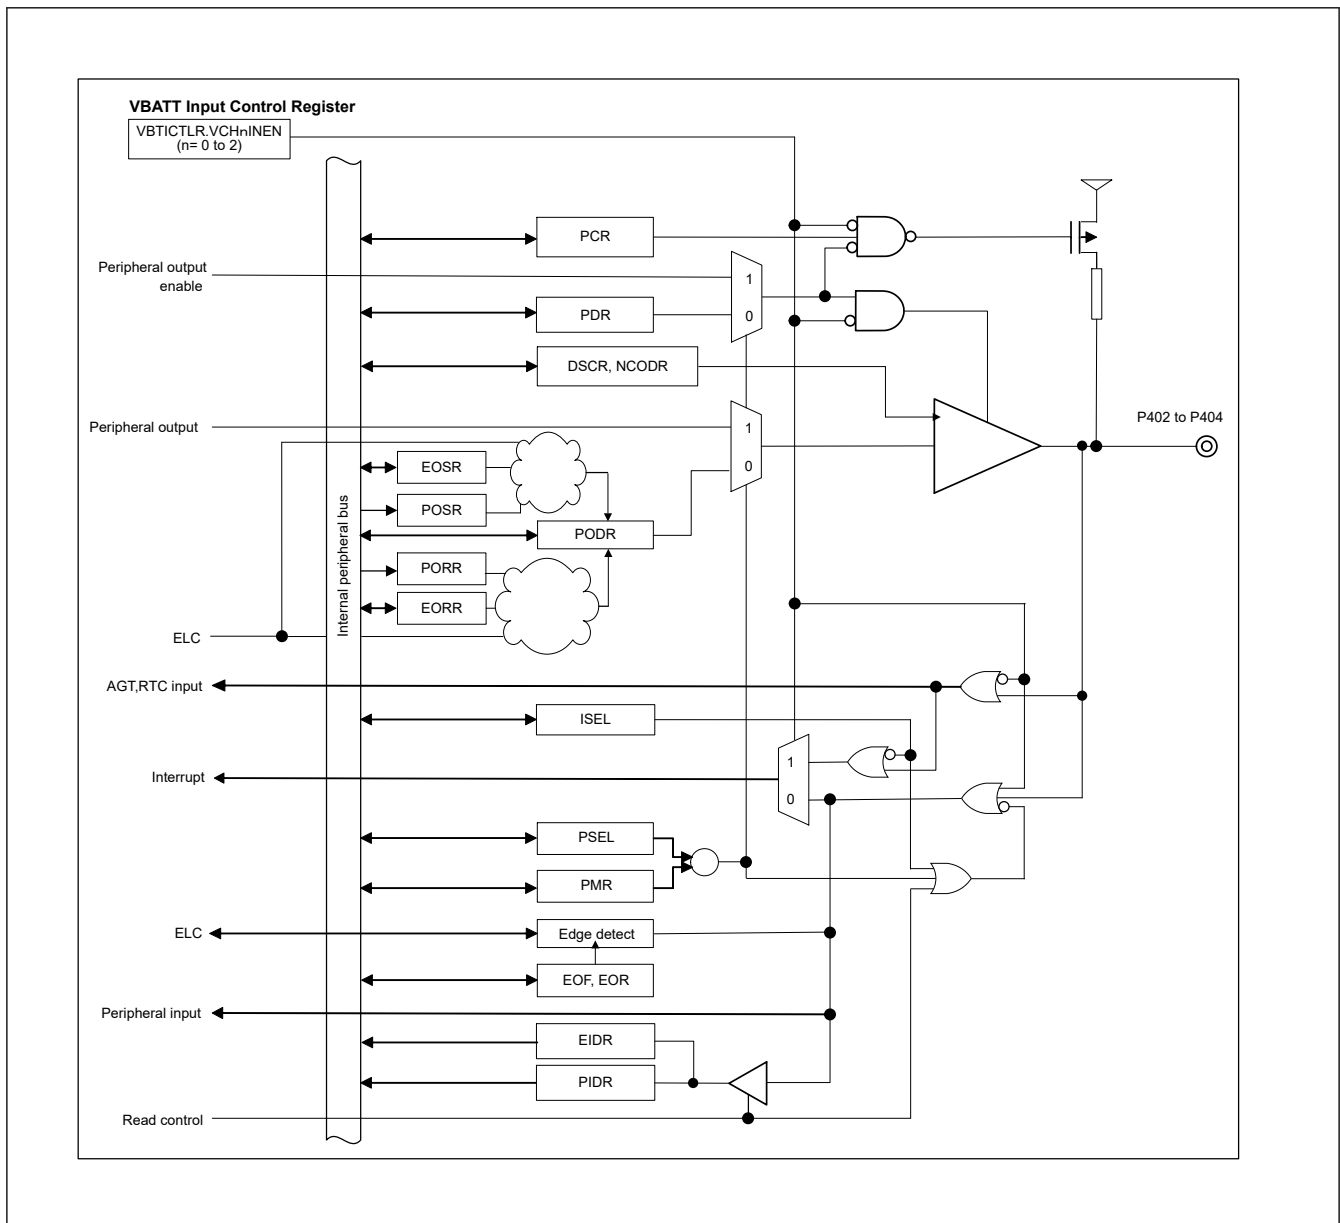 VBATT Input Control Register
VBTICTLR.VCHnINEN
(n= 0 to 2)
PCR
Peripheral output
enable
1
0
PDR
DSCR, NCODR
P402 to P404
Peripheral output
1
0
EOSR
POSR
PODR
PORR
EORR
Internal peripheral bus
ELC
AGT,RTC input
ISEL
Interrupt
1
0
PSEL
PMR
ELC
Edge detect
EOF, EOR
Peripheral input
EIDR
PIDR
Read control